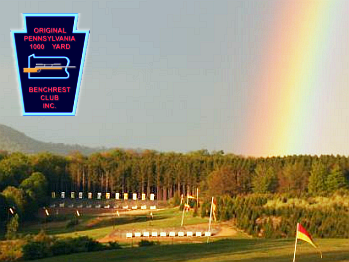 ORIGINAL
PENNSYLVANIA
1000 YARD
BENCHREST
CLUB
INC.